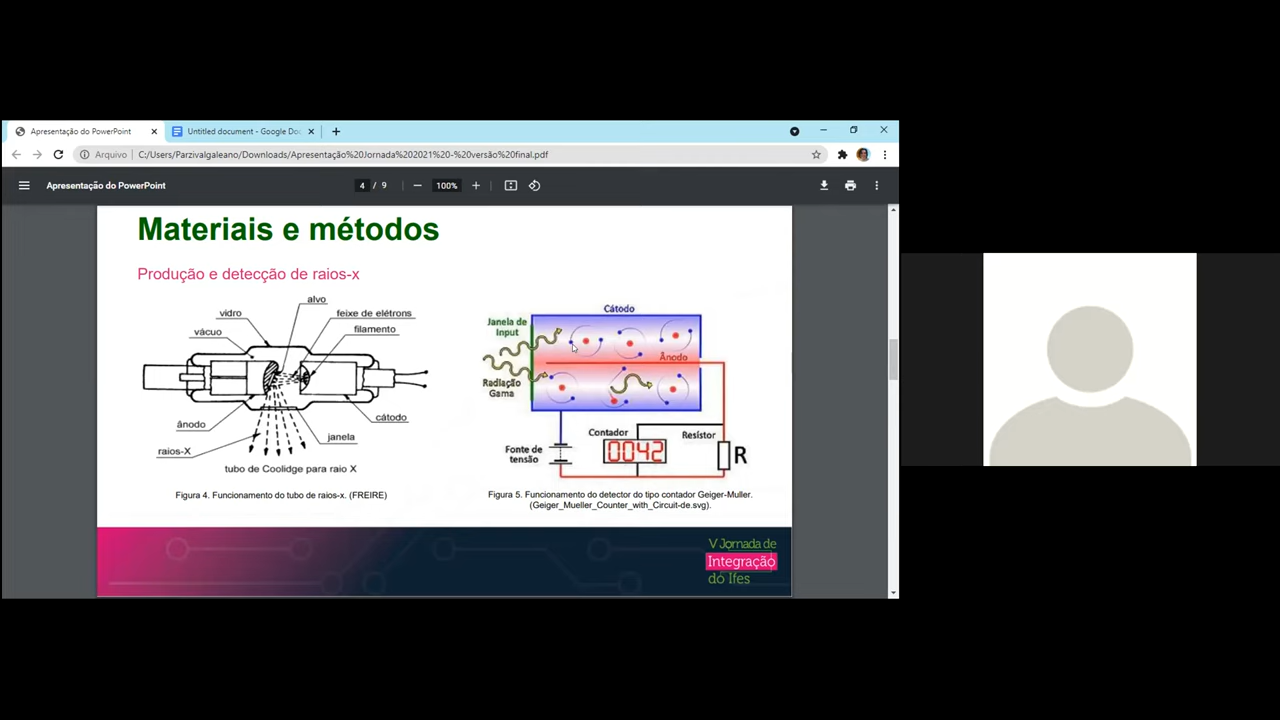 Apresentação do PowerPoint
Untitled document - Google Do
Arquivo
C:/Users/Parzivalgaleano/Downloads/Apresentação%20Jornada%202021%20-%20versão%20final.pdf
Apresentação do PowerPoint
4 / 9
100%
Materiais e métodos
Produção e detecção de raios-x
alvo
vidro
feixe de elétrons
vácuo
filamento
ânodo
cátodo
raios-X
janela
tubo de Coolidge para raio X
Figura 4. Funcionamento do tubo de raios-x. (FREIRE)
Cátodo
Janela de
Input
Ânodo
Radiação
Gama
Fonte de
tensão
Contador
0042
Resistor
R
Figura 5. Funcionamento do detector do tipo contador Geiger-Muller.
(Geiger_Mueller_Counter_with_Circuit-de.svg).
V Jornada de
Integração
do Ifes